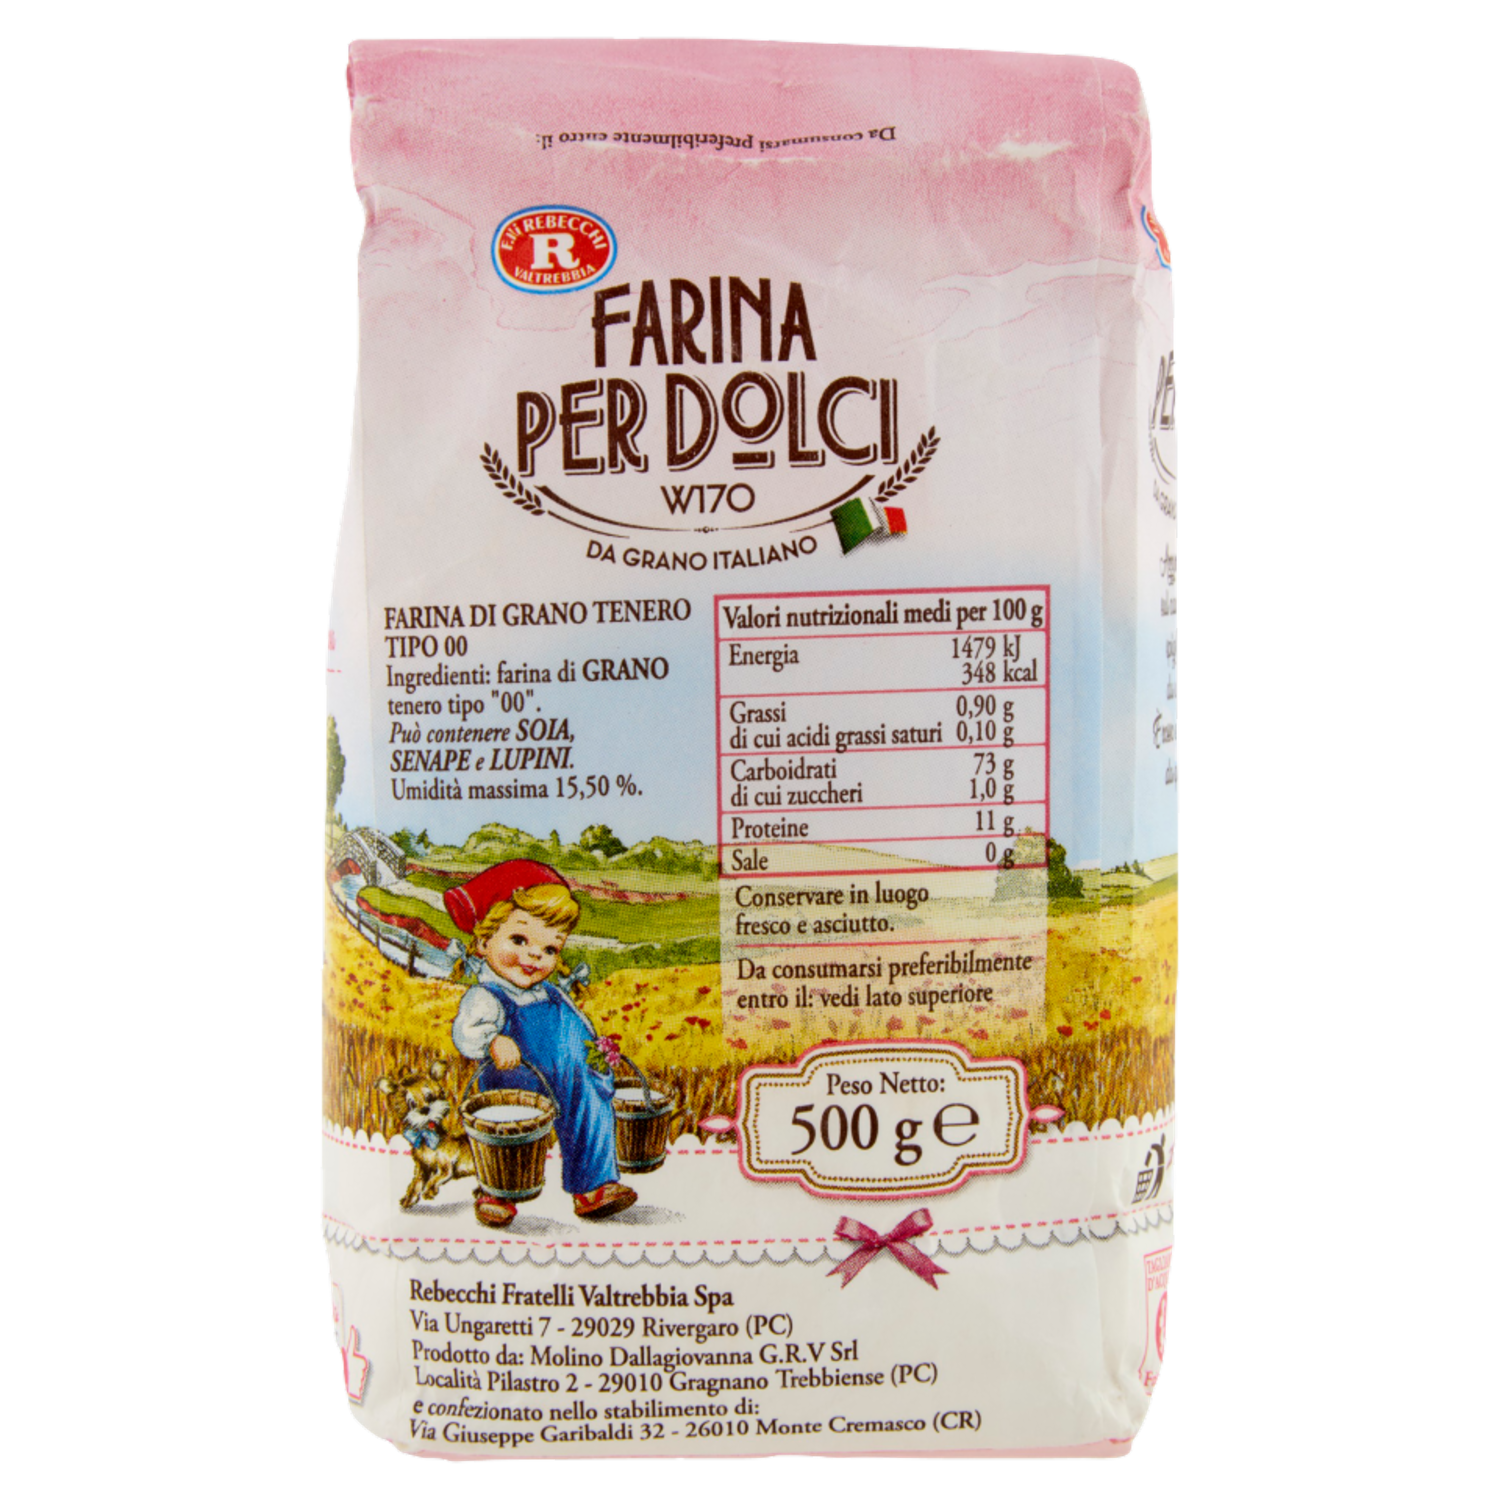 Da consumarsi preferibilmente entro il:
F.lli REBECCHI
R
VALTREBBIA
FARINA
PER DOLCI
W170
DA GRANO ITALIANO
FARINA DI GRANO TENERO
TIPO 00
Ingredienti: farina di GRANO
tenero tipo "00".
Può contenere SOIA,
SENAPE e LUPINI.
Umidità massima 15,50 %.
Valori nutrizionali medi per 100 g
Energia 1479 kJ
348 kcal
Grassi 0,90 g
di cui acidi grassi saturi 0,10 g
Carboidrati 73 g
di cui zuccheri 1,0 g
Proteine 11 g
Sale 0 g
Conservare in luogo
fresco e asciutto.
Da consumarsi preferibilmente
entro il: vedi lato superiore
Peso Netto:
500 g e
Rebecchi Fratelli Valtrebbia Spa
Via Ungaretti 7 - 29029 Rivergaro (PC)
Prodotto da: Molino Dallagiovanna G.R.V Srl
Località Pilastro 2 - 29010 Gragnano Trebbiense (PC)
e confezionato nello stabilimento di:
Via Giuseppe Garibaldi 32 - 26010 Monte Cremasco (CR)